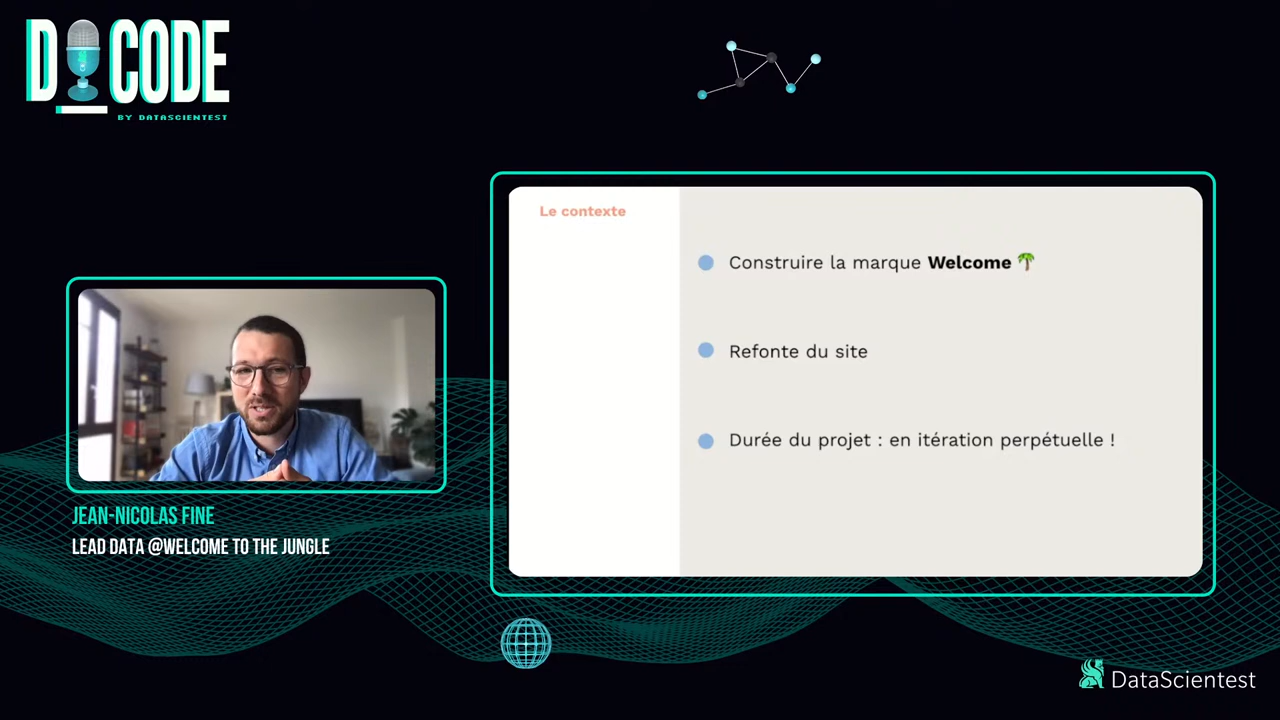 D_CODE
BY DATASCIENTEST
Le contexte
Construire la marque Welcome 🌴
Refonte du site
Durée du projet : en itération perpétuelle !
JEAN-NICOLAS FINE
LEAD DATA @WELCOME TO THE JUNGLE
DataScientest